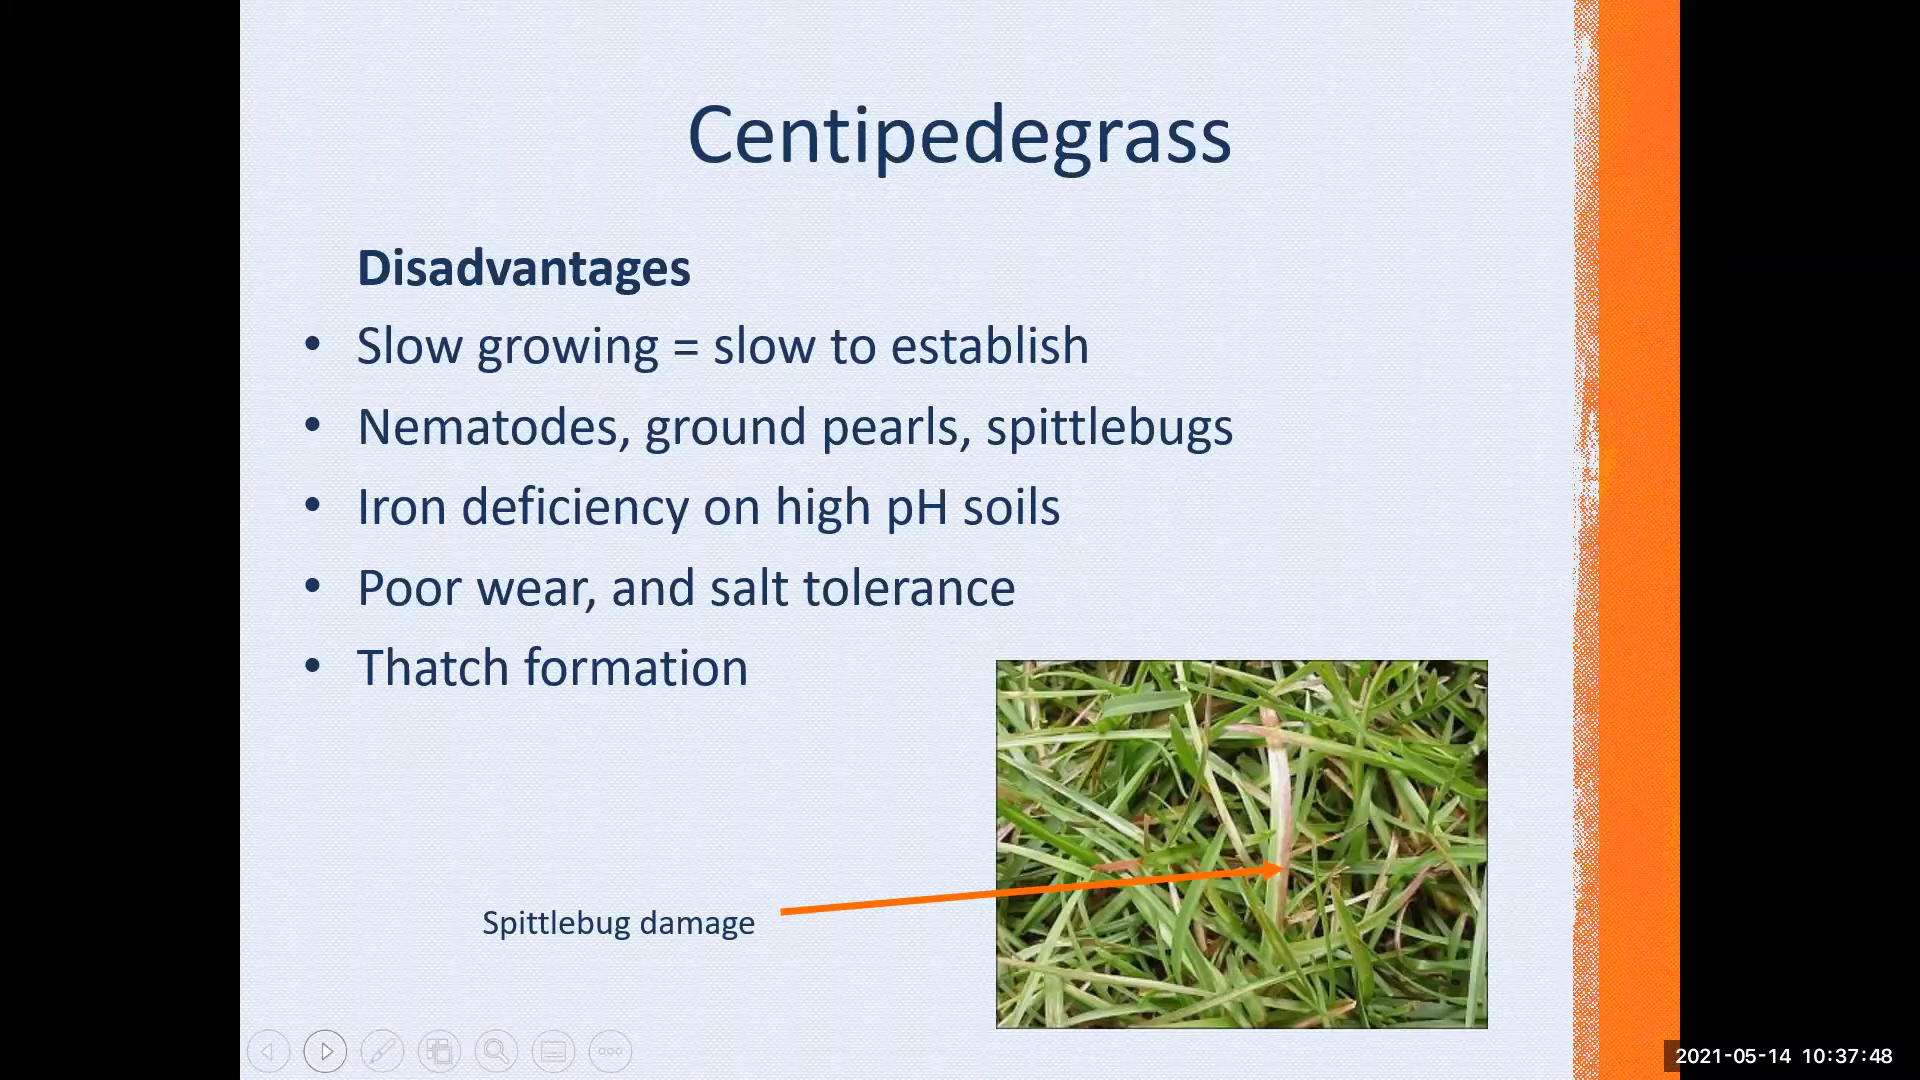 Centipedegrass
Disadvantages
• Slow growing = slow to establish
• Nematodes, ground pearls, spittlebugs
• Iron deficiency on high pH soils
• Poor wear, and salt tolerance
• Thatch formation
Spittlebug damage
2021-05-14 10:37:48